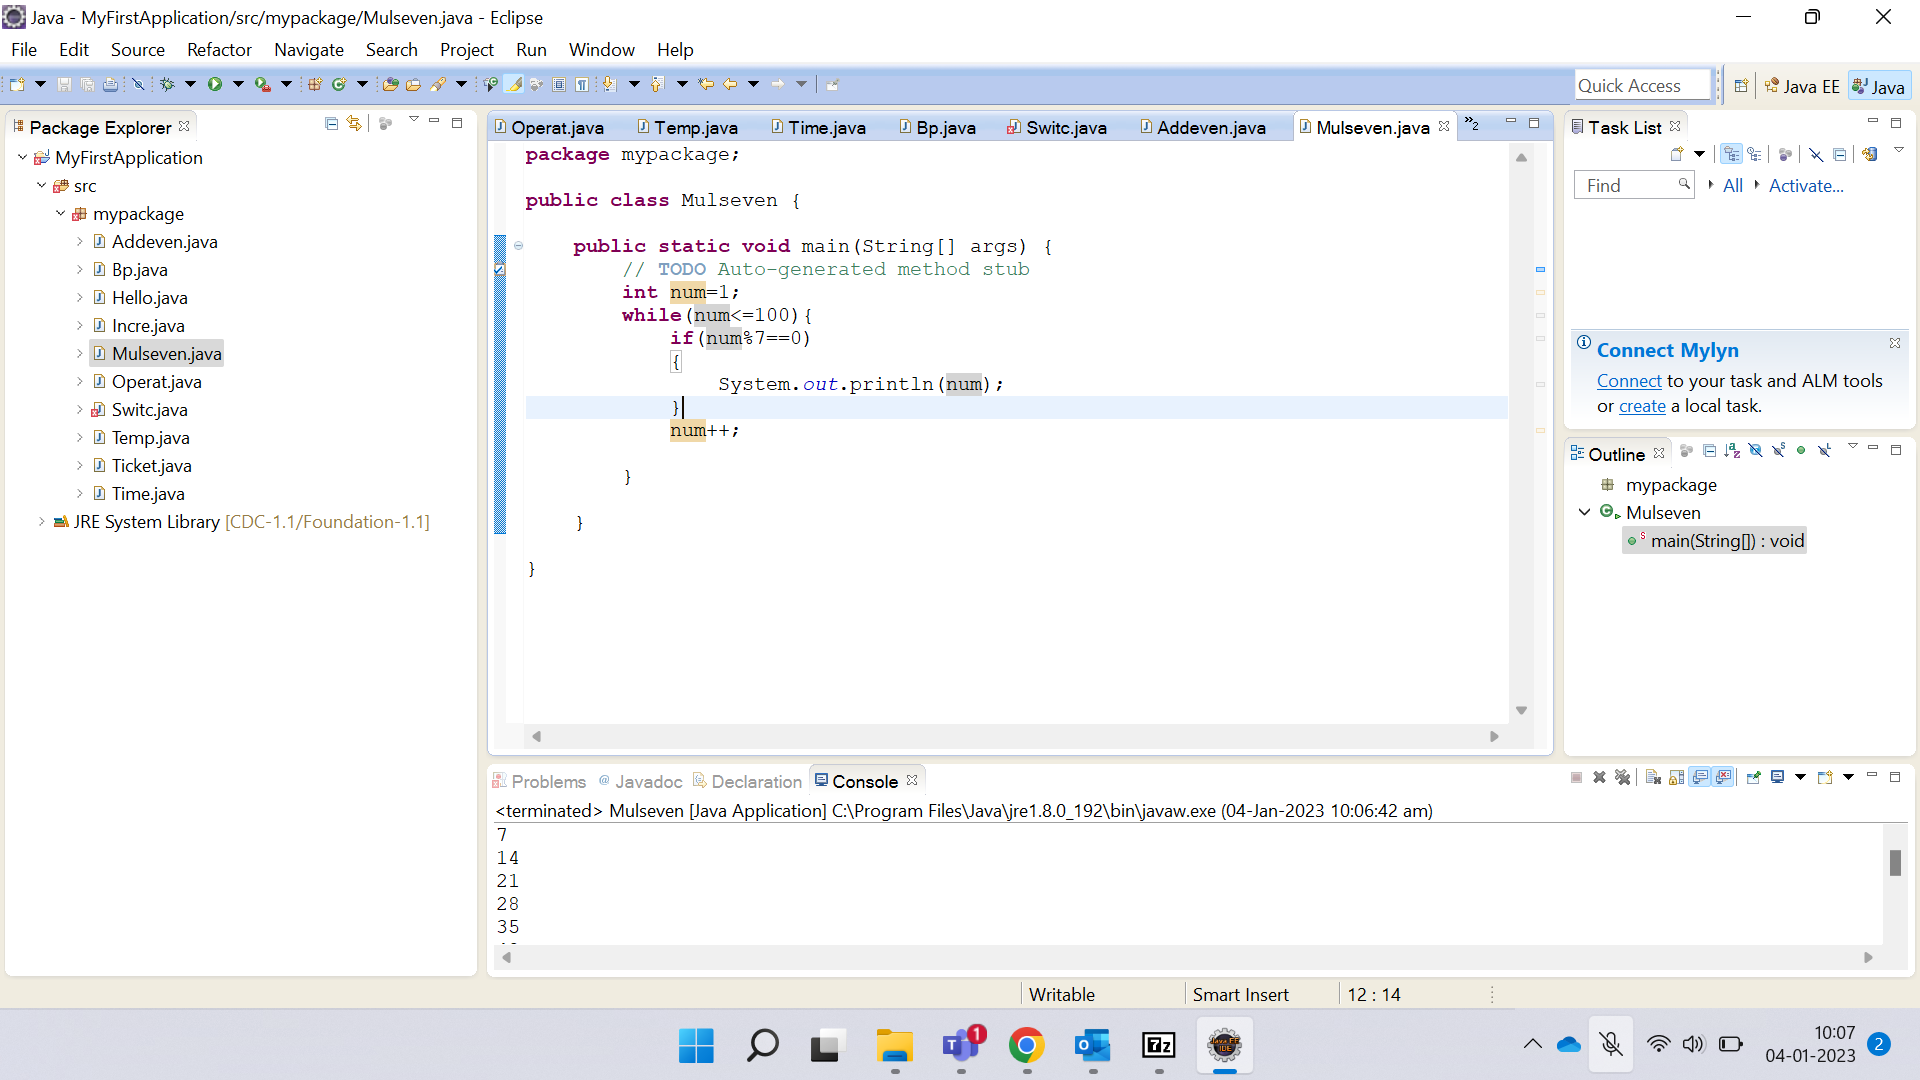 Java - MyFirstApplication/src/mypackage/Mulseven.java - Eclipse
File Edit Source Refactor Navigate Search Project Run Window Help
Quick Access Java EE Java
Package Explorer
MyFirstApplication
src
mypackage
Addeven.java
Bp.java
Hello.java
Incre.java
Mulseven.java
Operat.java
Switc.java
Temp.java
Ticket.java
Time.java
JRE System Library [CDC-1.1/Foundation-1.1]
Operat.java Temp.java Time.java Bp.java Switc.java Addeven.java Mulseven.java »2
package mypackage;
public class Mulseven {
public static void main(String[] args) {
// TODO Auto-generated method stub
int num=1;
while(num<=100){
if(num%7==0)
{
System.out.println(num);
}
num++;
}
}
}
Task List
Find All Activate...
Connect Mylyn
Connect to your task and ALM tools
or create a local task.
Outline
mypackage
Mulseven
main(String[]) : void
Problems @ Javadoc Declaration Console
<terminated> Mulseven [Java Application] C:\Program Files\Java\jre1.8.0_192\bin\javaw.exe (04-Jan-2023 10:06:42 am)
7
14
21
28
35
Writable Smart Insert 12 : 14
1
7z
Java EE
IDE
10:07
04-01-2023
2